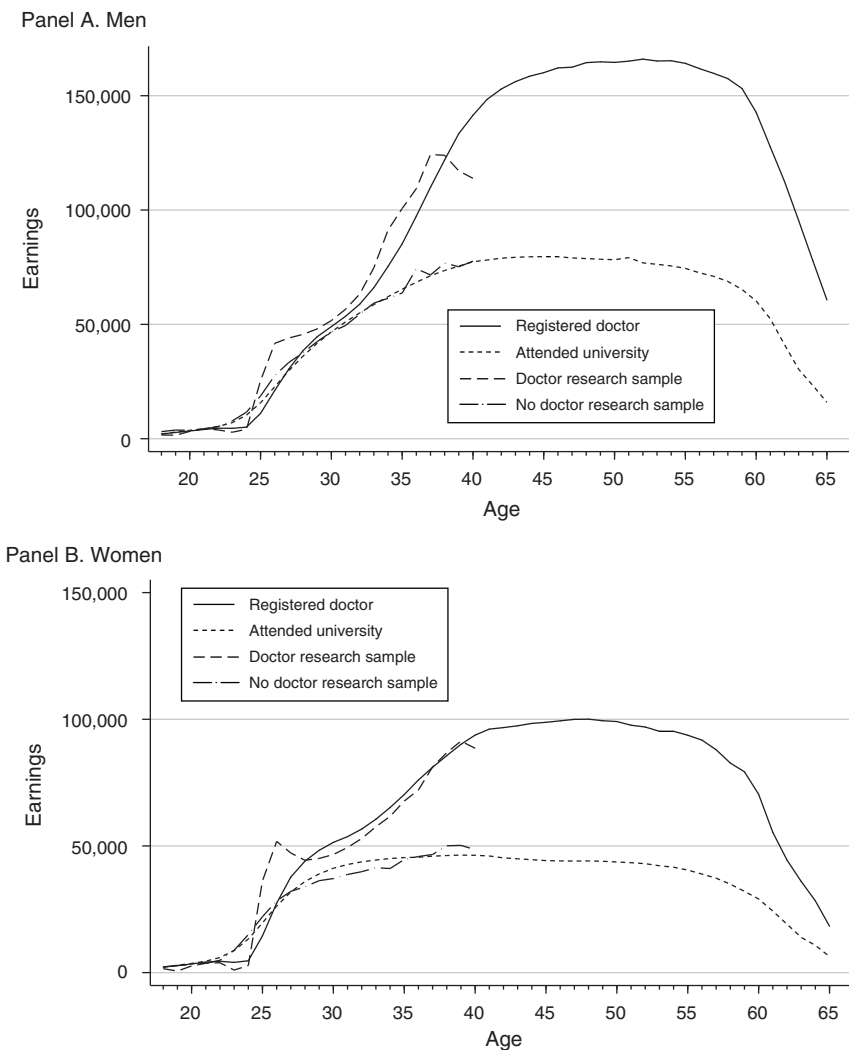 Panel A. Men
150,000
100,000
50,000
0
Earnings
Registered doctor
Attended university
Doctor research sample
No doctor research sample
20 25 30 35 40 45 50 55 60 65
Age
Panel B. Women
150,000
100,000
50,000
0
Earnings
Registered doctor
Attended university
Doctor research sample
No doctor research sample
20 25 30 35 40 45 50 55 60 65
Age